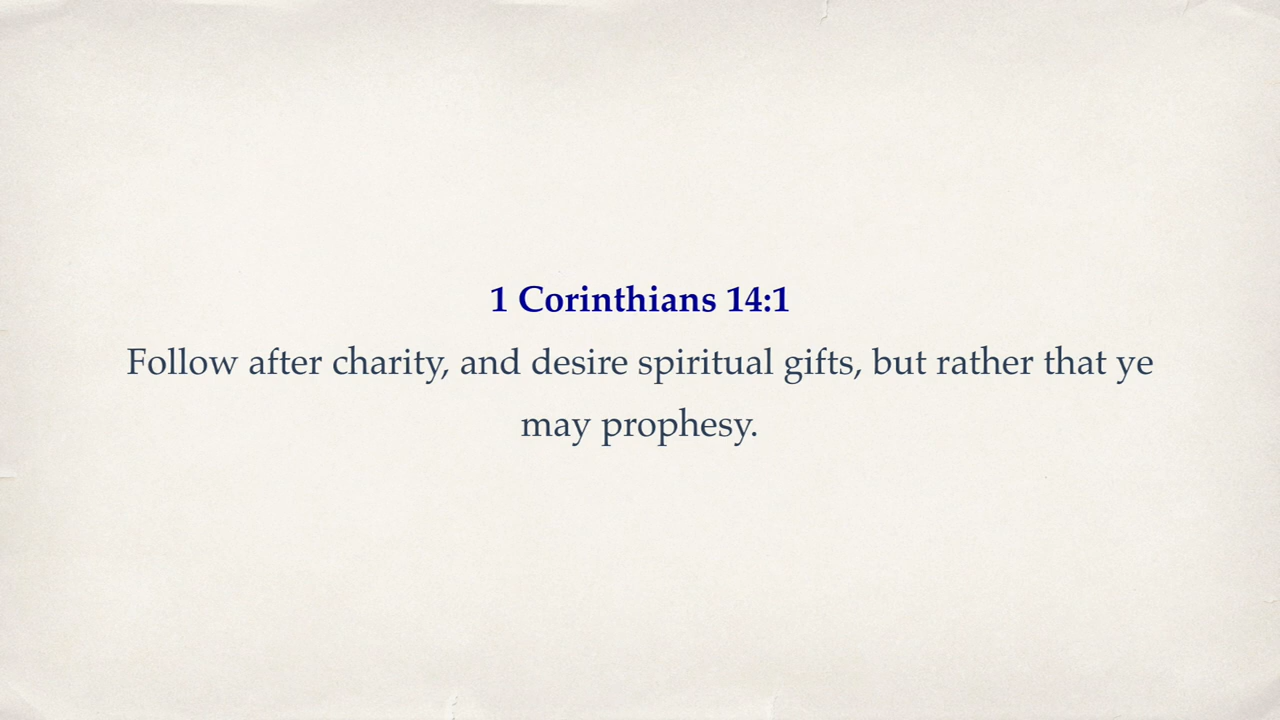 1 Corinthians 14:1
Follow after charity, and desire spiritual gifts, but rather that ye
may prophesy.